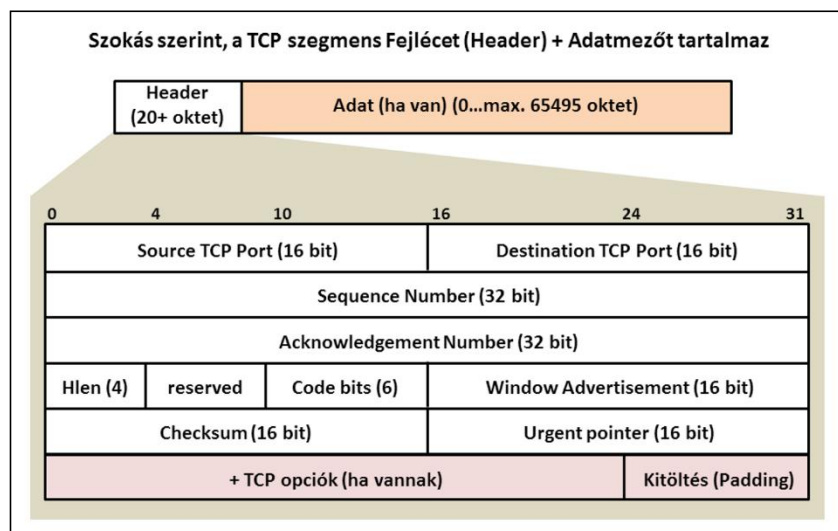 Szokás szerint, a TCP szegmens Fejlécet (Header) + Adatmezőt tartalmaz
Header
(20+ oktet)
Adat (ha van) (0...max. 65495 oktet)
0 4 10 16 24 31
Source TCP Port (16 bit) Destination TCP Port (16 bit)
Sequence Number (32 bit)
Acknowledgement Number (32 bit)
Hlen (4) reserved Code bits (6) Window Advertisement (16 bit)
Checksum (16 bit) Urgent pointer (16 bit)
+ TCP opciók (ha vannak) Kitöltés (Padding)